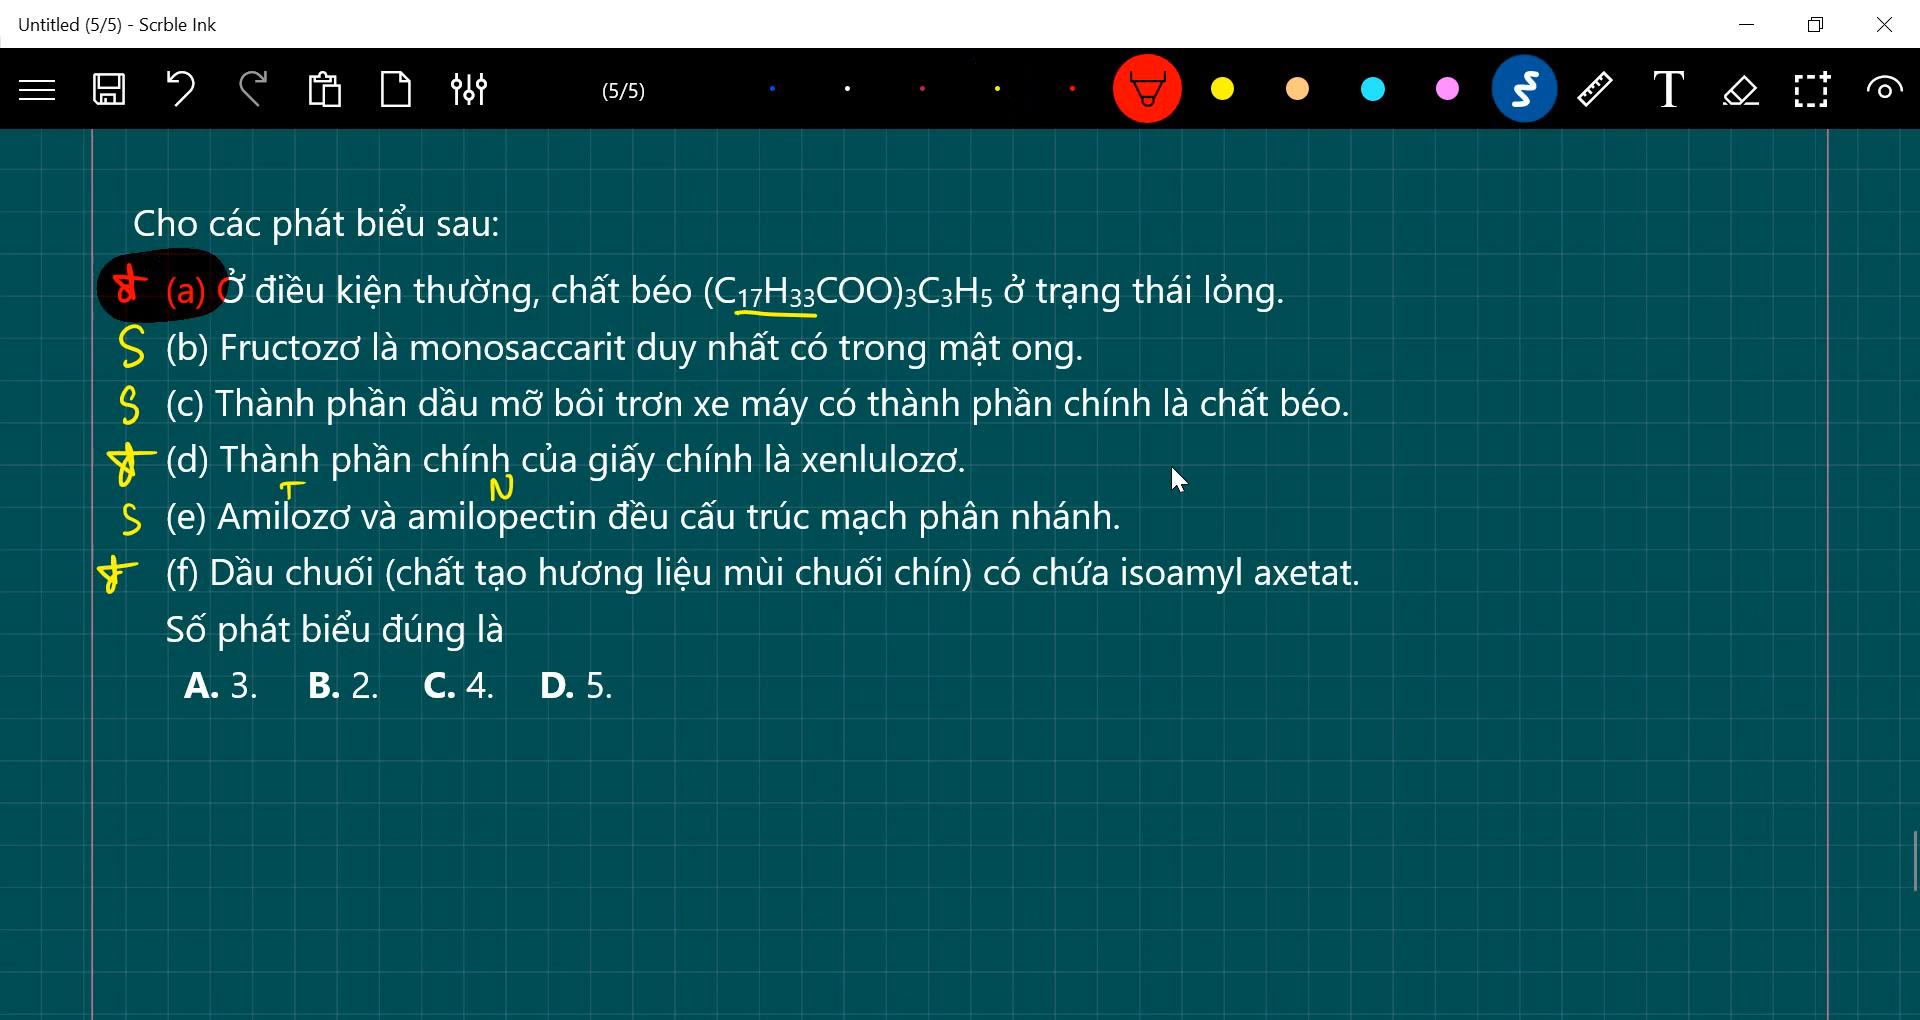 Untitled (5/5) - Scrble Ink
(5/5)
T
Cho các phát biểu sau:
(a) Ở điều kiện thường, chất béo (C₁₇H₃₃COO)₃C₃H₅ ở trạng thái lỏng.
S (b) Fructozơ là monosaccarit duy nhất có trong mật ong.
S (c) Thành phần dầu mỡ bôi trơn xe máy có thành phần chính là chất béo.
(d) Thành phần chính của giấy chính là xenlulozơ.
T N
S (e) Amilozơ và amilopectin đều cấu trúc mạch phân nhánh.
(f) Dầu chuối (chất tạo hương liệu mùi chuối chín) có chứa isoamyl axetat.
Số phát biểu đúng là
A. 3. B. 2. C. 4. D. 5.